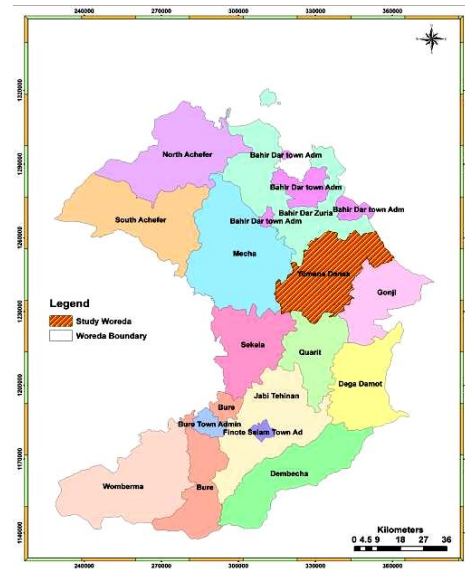 240000 270000 300000 330000 360000
1320000
1290000
1260000
1230000
1200000
1170000
1140000
North Achefer
Bahir Dar town Adm
Bahir Dar town Adm
Bahir Dar town Adm
Bahir Dar Zuria
Bahir Dar town Adm
South Achefer
Mecha
Yilmana Densa
Gonji
Legend
Study Woreda
Woreda Boundary
Sekela
Quarit
Dega Damot
Jabi Tehinan
Bure
Bure Town Admin
Finote Selam Town Ad
Dembecha
Womberma
Bure
Kilometers
0 4.5 9 18 27 36
240000 270000 300000 330000 360000